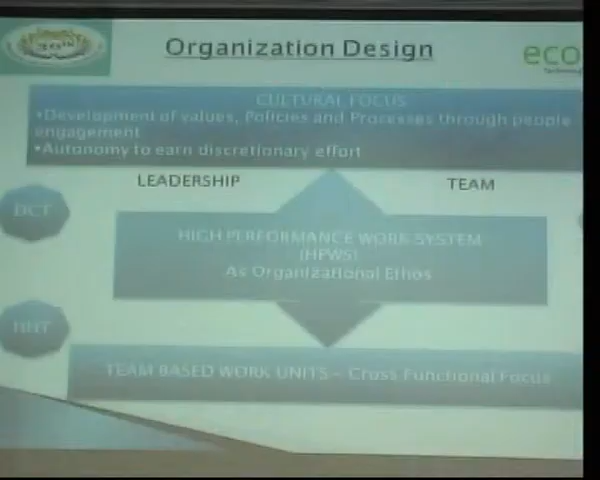 Organization Design
eco
CULTURAL FOCUS
•Development of values, Policies and Processes through people
engagement
•Autonomy to earn discretionary effort
LEADERSHIP
TEAM
HIGH PERFORMANCE WORK SYSTEM
(HPWS)
As Organizational Ethos
TEAM BASED WORK UNITS – Cross Functional Focus